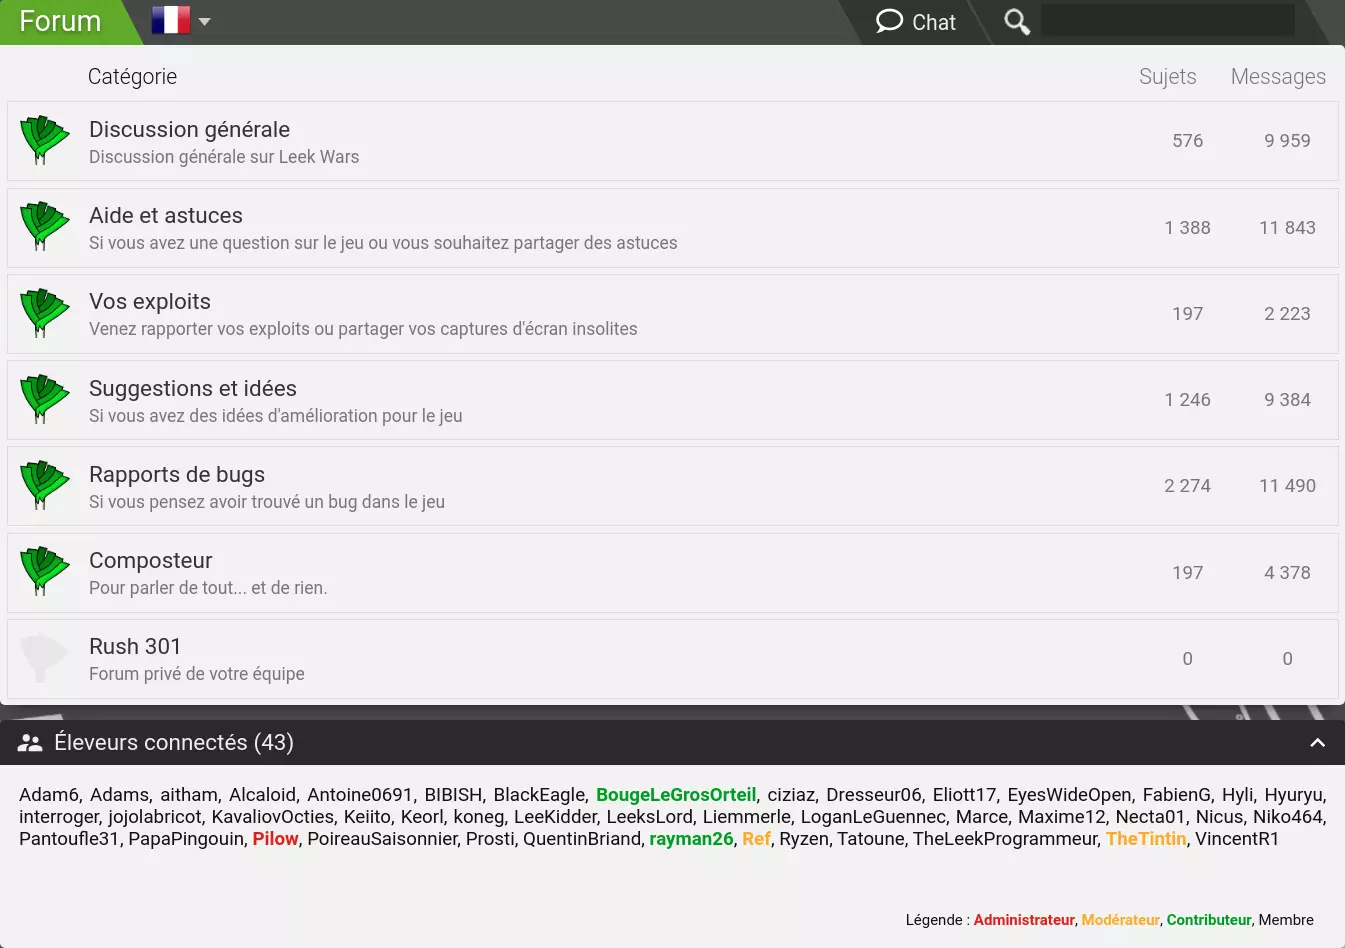 Forum
Chat
Catégorie Sujets Messages
Discussion générale
Discussion générale sur Leek Wars
576 9 959
Aide et astuces
Si vous avez une question sur le jeu ou vous souhaitez partager des astuces
1 388 11 843
Vos exploits
Venez rapporter vos exploits ou partager vos captures d'écran insolites
197 2 223
Suggestions et idées
Si vous avez des idées d'amélioration pour le jeu
1 246 9 384
Rapports de bugs
Si vous pensez avoir trouvé un bug dans le jeu
2 274 11 490
Composteur
Pour parler de tout... et de rien.
197 4 378
Rush 301
Forum privé de votre équipe
0 0
Éleveurs connectés (43)
Adam6, Adams, aitham, Alcaloid, Antoine0691, BIBISH, BlackEagle, BougeLeGrosOrteil, ciziaz, Dresseur06, Eliott17, EyesWideOpen, FabienG, Hyli, Hyuryu,
interroger, jojolabricot, KavaliovOcties, Keiito, Keorl, koneg, LeeKidder, LeeksLord, Liemmerle, LoganLeGuennec, Marce, Maxime12, Necta01, Nicus, Niko464,
Pantoufle31, PapaPingouin, Pilow, PoireauSaisonnier, Prosti, QuentinBriand, rayman26, Ref, Ryzen, Tatoune, TheLeekProgrammeur, TheTintin, VincentR1
Légende : Administrateur, Modérateur, Contributeur, Membre